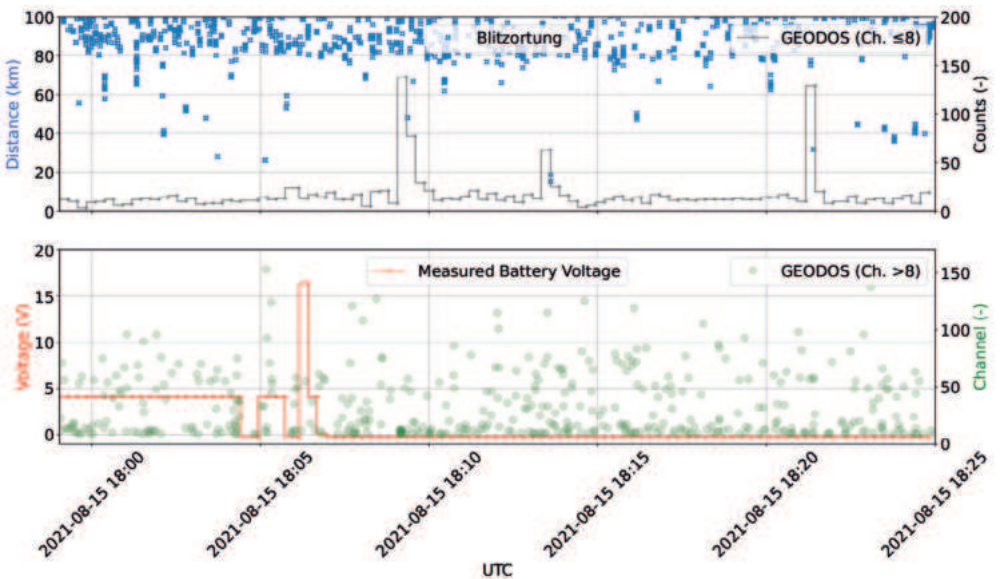 100
80
60
40
20
0
Distance (km)
Blitzortung
GEODOS (Ch. ≤8)
200
150
100
50
0
Counts (-)
20
15
10
5
0
Voltage (V)
Measured Battery Voltage
GEODOS (Ch. >8)
150
100
50
0
Channel (-)
2021-08-15 18:00
2021-08-15 18:05
2021-08-15 18:10
2021-08-15 18:15
2021-08-15 18:20
2021-08-15 18:25
UTC